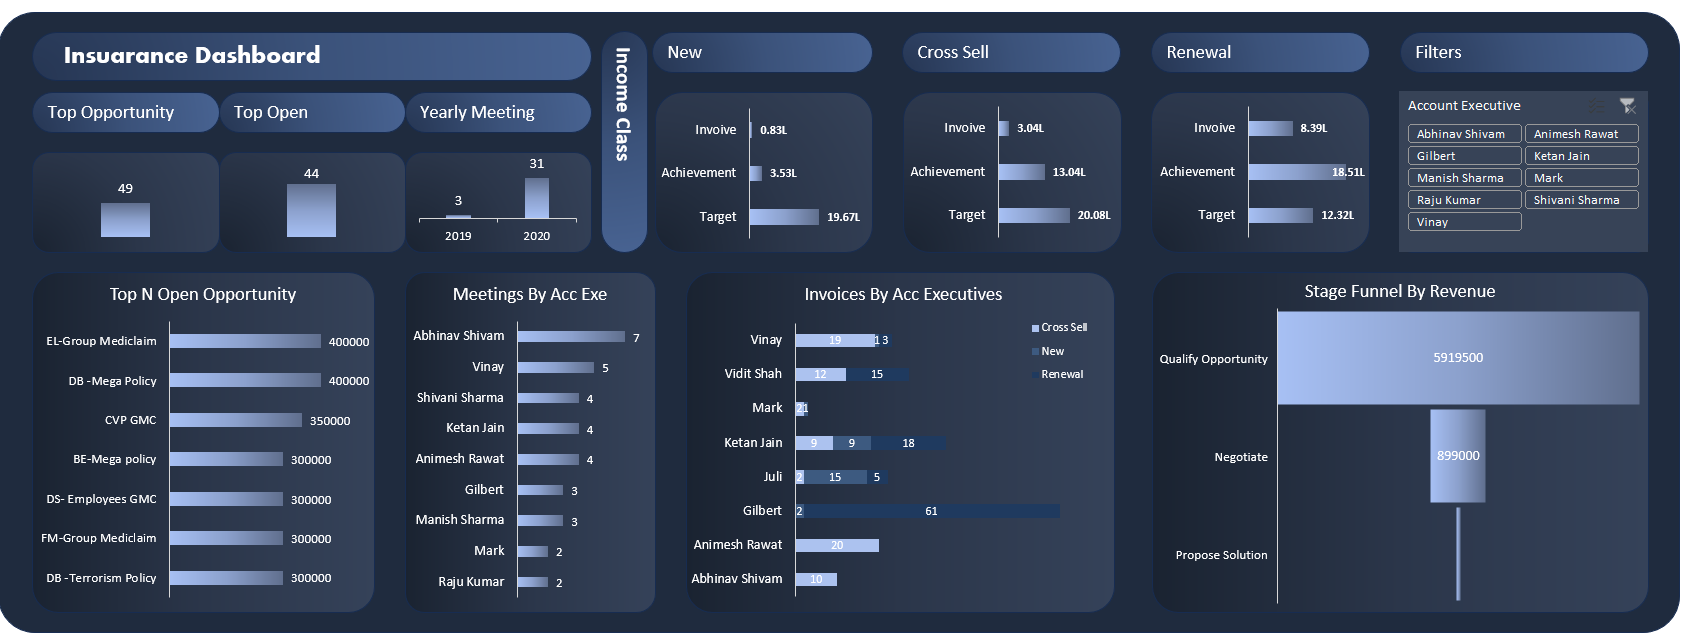 Insuarance Dashboard
Income Class
New
Cross Sell
Renewal
Filters
Top Opportunity
Top Open
Yearly Meeting
49
44
3
31
2019
2020
Invoive
0.83L
Achievement
3.53L
Target
19.67L
Invoive
3.04L
Achievement
13.04L
Target
20.08L
Invoive
8.39L
Achievement
18.51L
Target
12.32L
Account Executive
Abhinav Shivam
Animesh Rawat
Gilbert
Ketan Jain
Manish Sharma
Mark
Raju Kumar
Shivani Sharma
Vinay
Top N Open Opportunity
EL-Group Mediclaim 400000
DB -Mega Policy 400000
CVP GMC 350000
BE-Mega policy 300000
DS- Employees GMC 300000
FM-Group Mediclaim 300000
DB -Terrorism Policy 300000
Meetings By Acc Exe
Abhinav Shivam 7
Vinay 5
Shivani Sharma 4
Ketan Jain 4
Animesh Rawat 4
Gilbert 3
Manish Sharma 3
Mark 2
Raju Kumar 2
Invoices By Acc Executives
Cross Sell
New
Renewal
Vinay 19 1 3
Vidit Shah 12 15
Mark 2 1
Ketan Jain 9 9 18
Juli 2 15 5
Gilbert 2 61
Animesh Rawat 20
Abhinav Shivam 10
Stage Funnel By Revenue
Qualify Opportunity 5919500
Negotiate 899000
Propose Solution